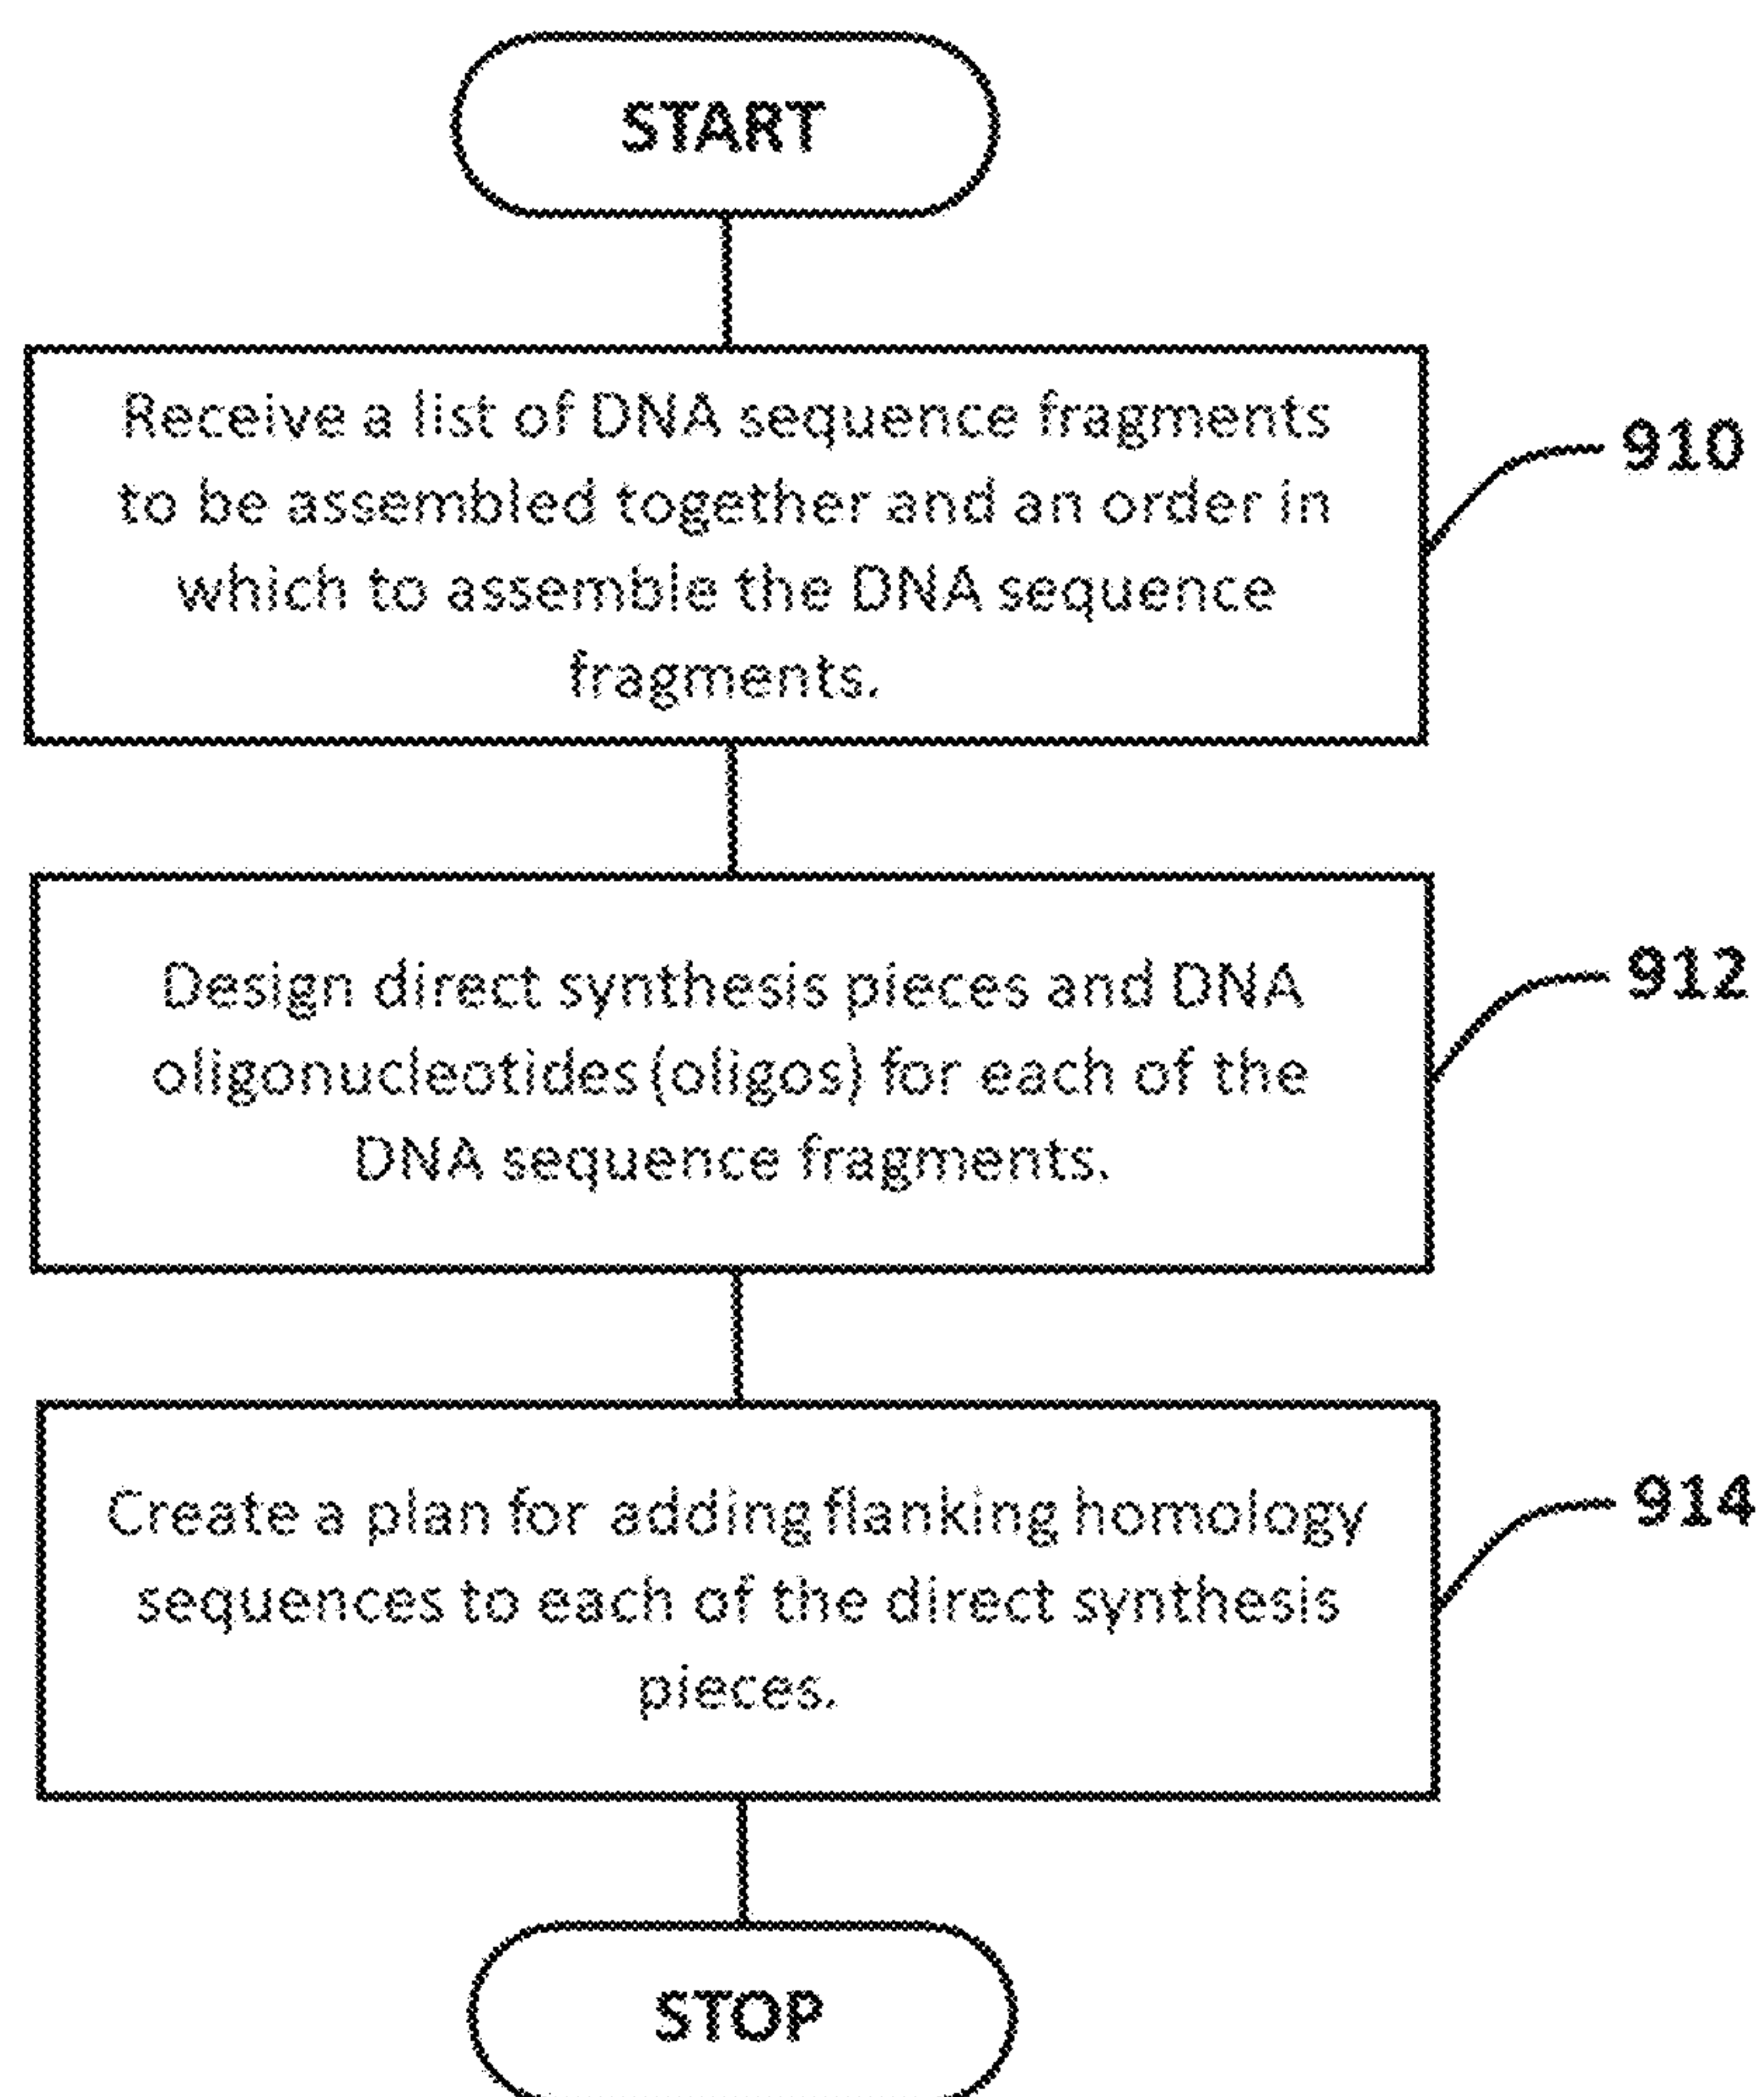 START
Receive a list of DNA sequence fragments
to be assembled together and an order in
which to assemble the DNA sequence
fragments.
910
Design direct synthesis pieces and DNA
oligonucleotides (oligos) for each of the
DNA sequence fragments.
912
Create a plan for adding flanking homology
sequences to each of the direct synthesis
pieces.
914
STOP